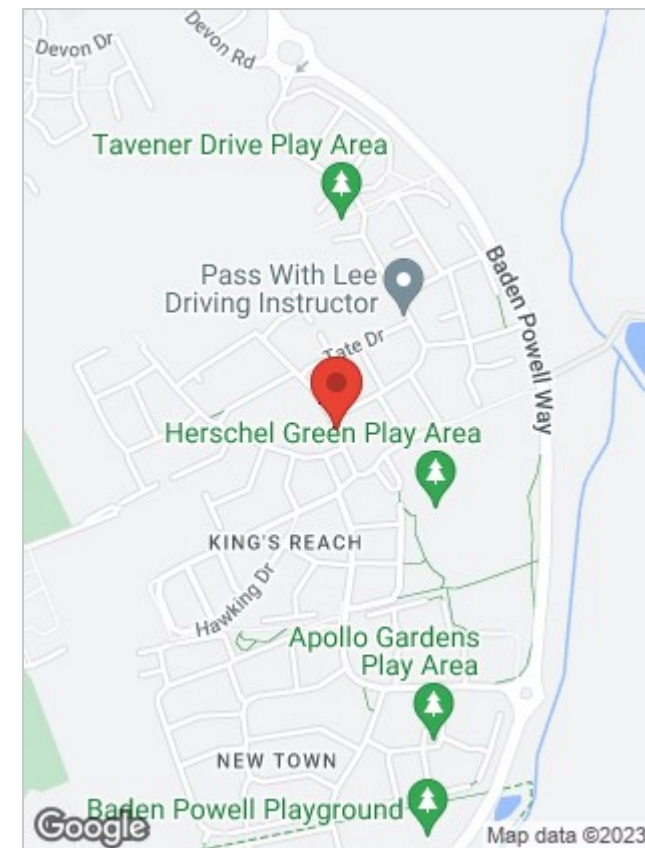 Devon Dr
Devon Rd
Tavener Drive Play Area
Pass With Lee
Driving Instructor
Baden Powell Way
Tate Dr
Herschel Green Play Area
KING'S REACH
Hawking Dr
Apollo Gardens
Play Area
NEW TOWN
Baden Powell Playground
Google
Map data ©2023